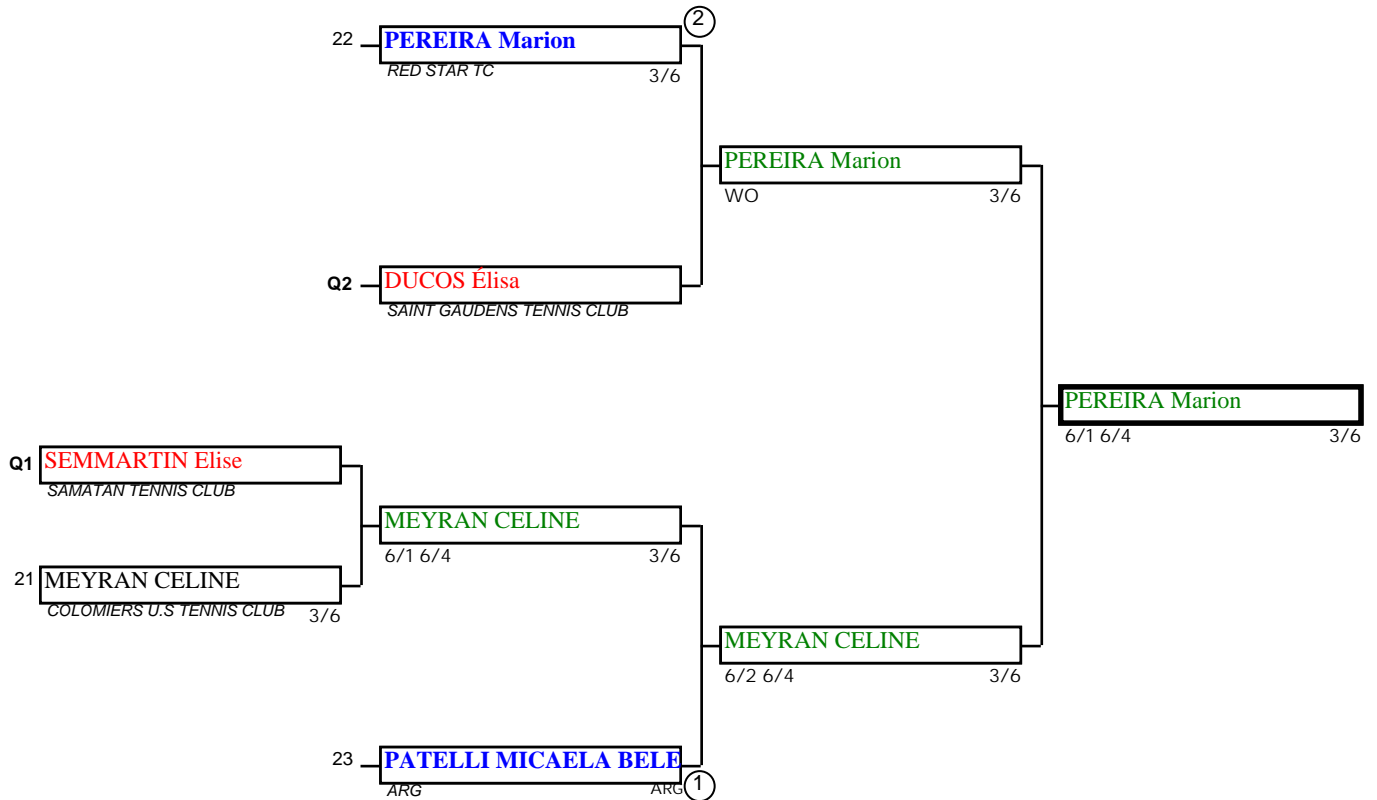 2
22 PEREIRA Marion
RED STAR TC 3/6
PEREIRA Marion
WO 3/6
Q2 DUCOS Élisa
SAINT GAUDENS TENNIS CLUB
PEREIRA Marion
6/1 6/4 3/6
Q1 SEMMARTIN Elise
SAMATAN TENNIS CLUB
MEYRAN CELINE
6/1 6/4 3/6
21 MEYRAN CELINE
COLOMIERS U.S TENNIS CLUB 3/6
MEYRAN CELINE
6/2 6/4 3/6
23 PATELLI MICAELA BELE
ARG ARG 1